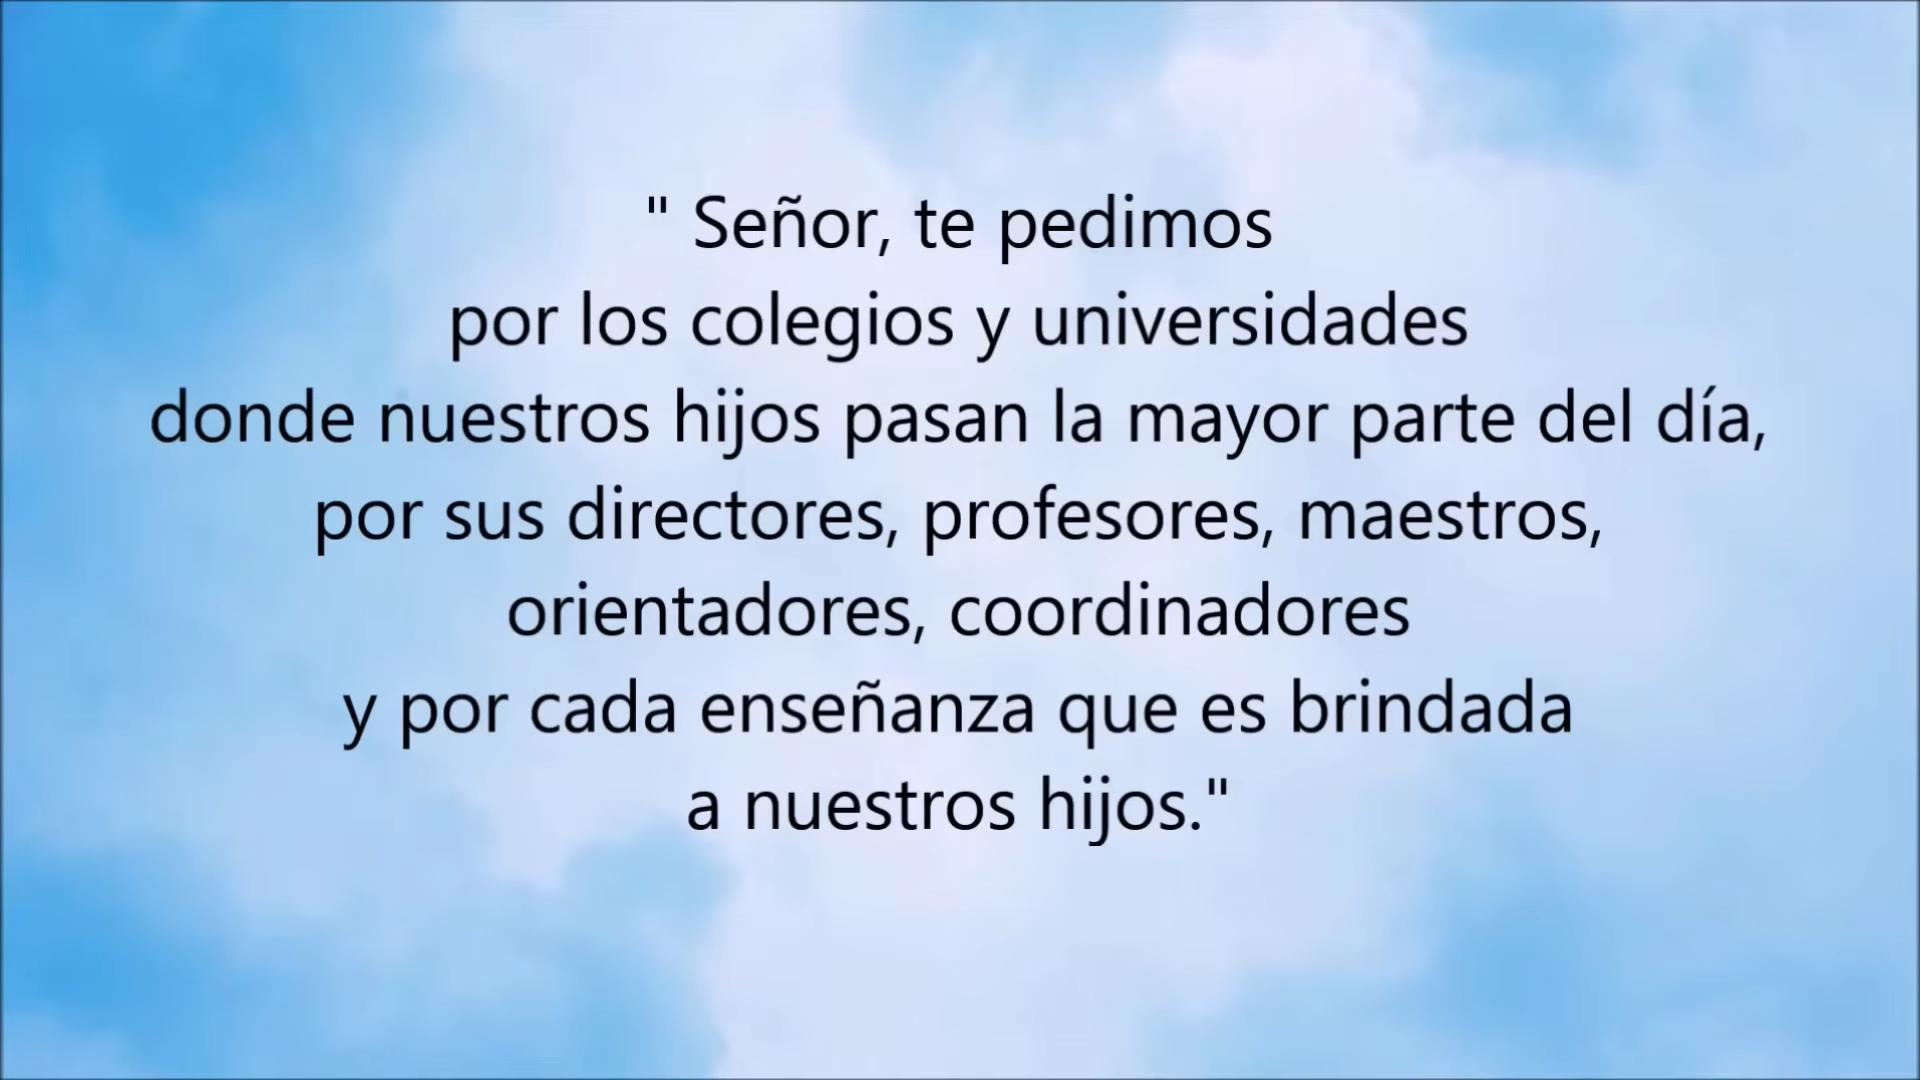 " Señor, te pedimos
por los colegios y universidades
donde nuestros hijos pasan la mayor parte del día,
por sus directores, profesores, maestros,
orientadores, coordinadores
y por cada enseñanza que es brindada
a nuestros hijos."